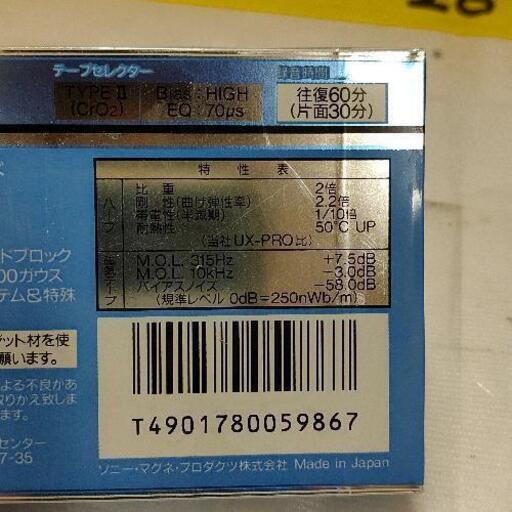 テープセレクター
録音時間
TYPE II (CrO₂)
Bias : HIGH
EQ : 70μs
往復60分
(片面30分)
特性表
ハーフ
比重 2倍
剛性(曲げ弾性率) 2.2倍
帯電性(半減期) 1/10倍
耐熱性 50℃ UP
(当社UX-PRO比)
M.O.L. 315Hz +7.5dB
M.O.L. 10kHz -3.0dB
バイアスノイズ -58.0dB
(規準レベル 0dB=250nWb/m)
ドブロック
00ガウス
テム&特殊
ット材を使
願います。
よる不良があ
取りかえ致しま
センター
7-35
T4901780059867
ソニー・マグネ・プロダクツ株式会社 Made in Japan